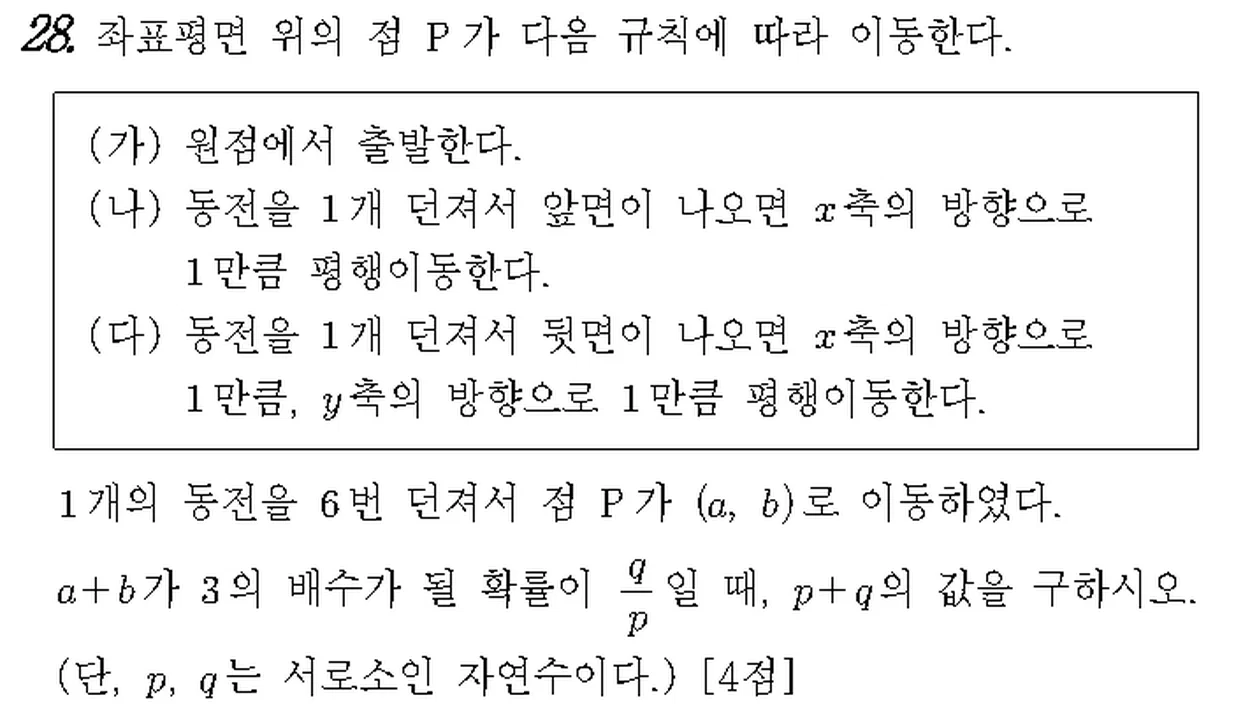 28. 좌표평면 위의 점 P가 다음 규칙에 따라 이동한다.
(가) 원점에서 출발한다.
(나) 동전을 1개 던져서 앞면이 나오면 x축의 방향으로
1만큼 평행이동한다.
(다) 동전을 1개 던져서 뒷면이 나오면 x축의 방향으로
1만큼, y축의 방향으로 1만큼 평행이동한다.
1개의 동전을 6번 던져서 점 P가 (a, b)로 이동하였다.
a+b가 3의 배수가 될 확률이 q/p일 때, p+q의 값을 구하시오.
(단, p, q는 서로소인 자연수이다.) [4점]